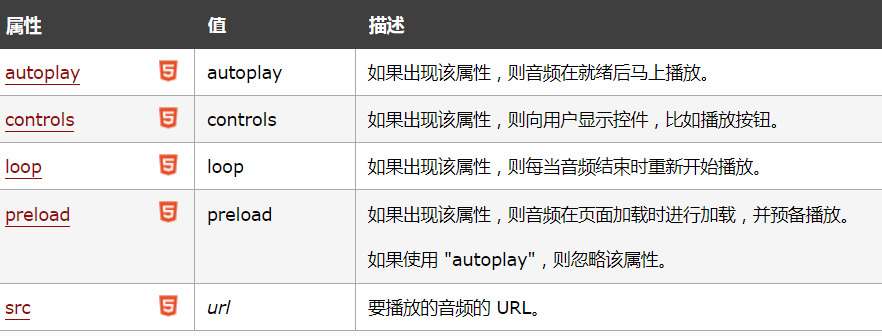 属性 值 描述
autoplay autoplay 如果出现该属性，则音频在就绪后马上播放。
controls controls 如果出现该属性，则向用户显示控件，比如播放按钮。
loop loop 如果出现该属性，则每当音频结束时重新开始播放。
preload preload 如果出现该属性，则音频在页面加载时进行加载，并预备播放。
如果使用 "autoplay"，则忽略该属性。
src url 要播放的音频的 URL。